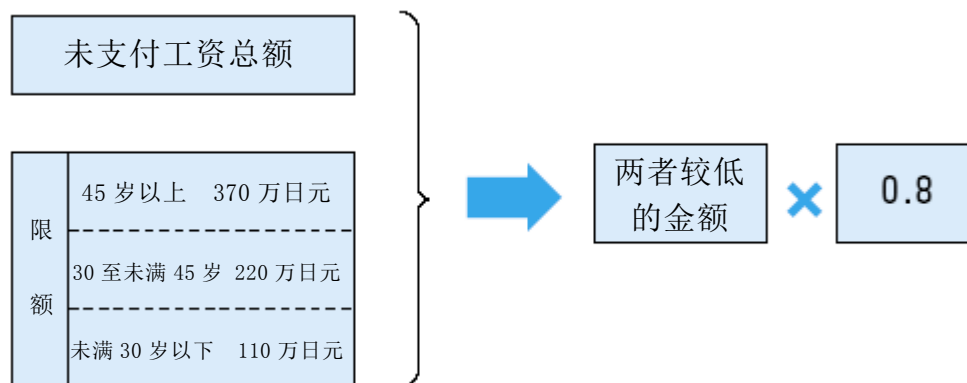 未支付工资总额
限
额
45 岁以上 370 万日元
30 至未满 45 岁 220 万日元
未满 30 岁以下 110 万日元
两者较低
的金额
×
0.8